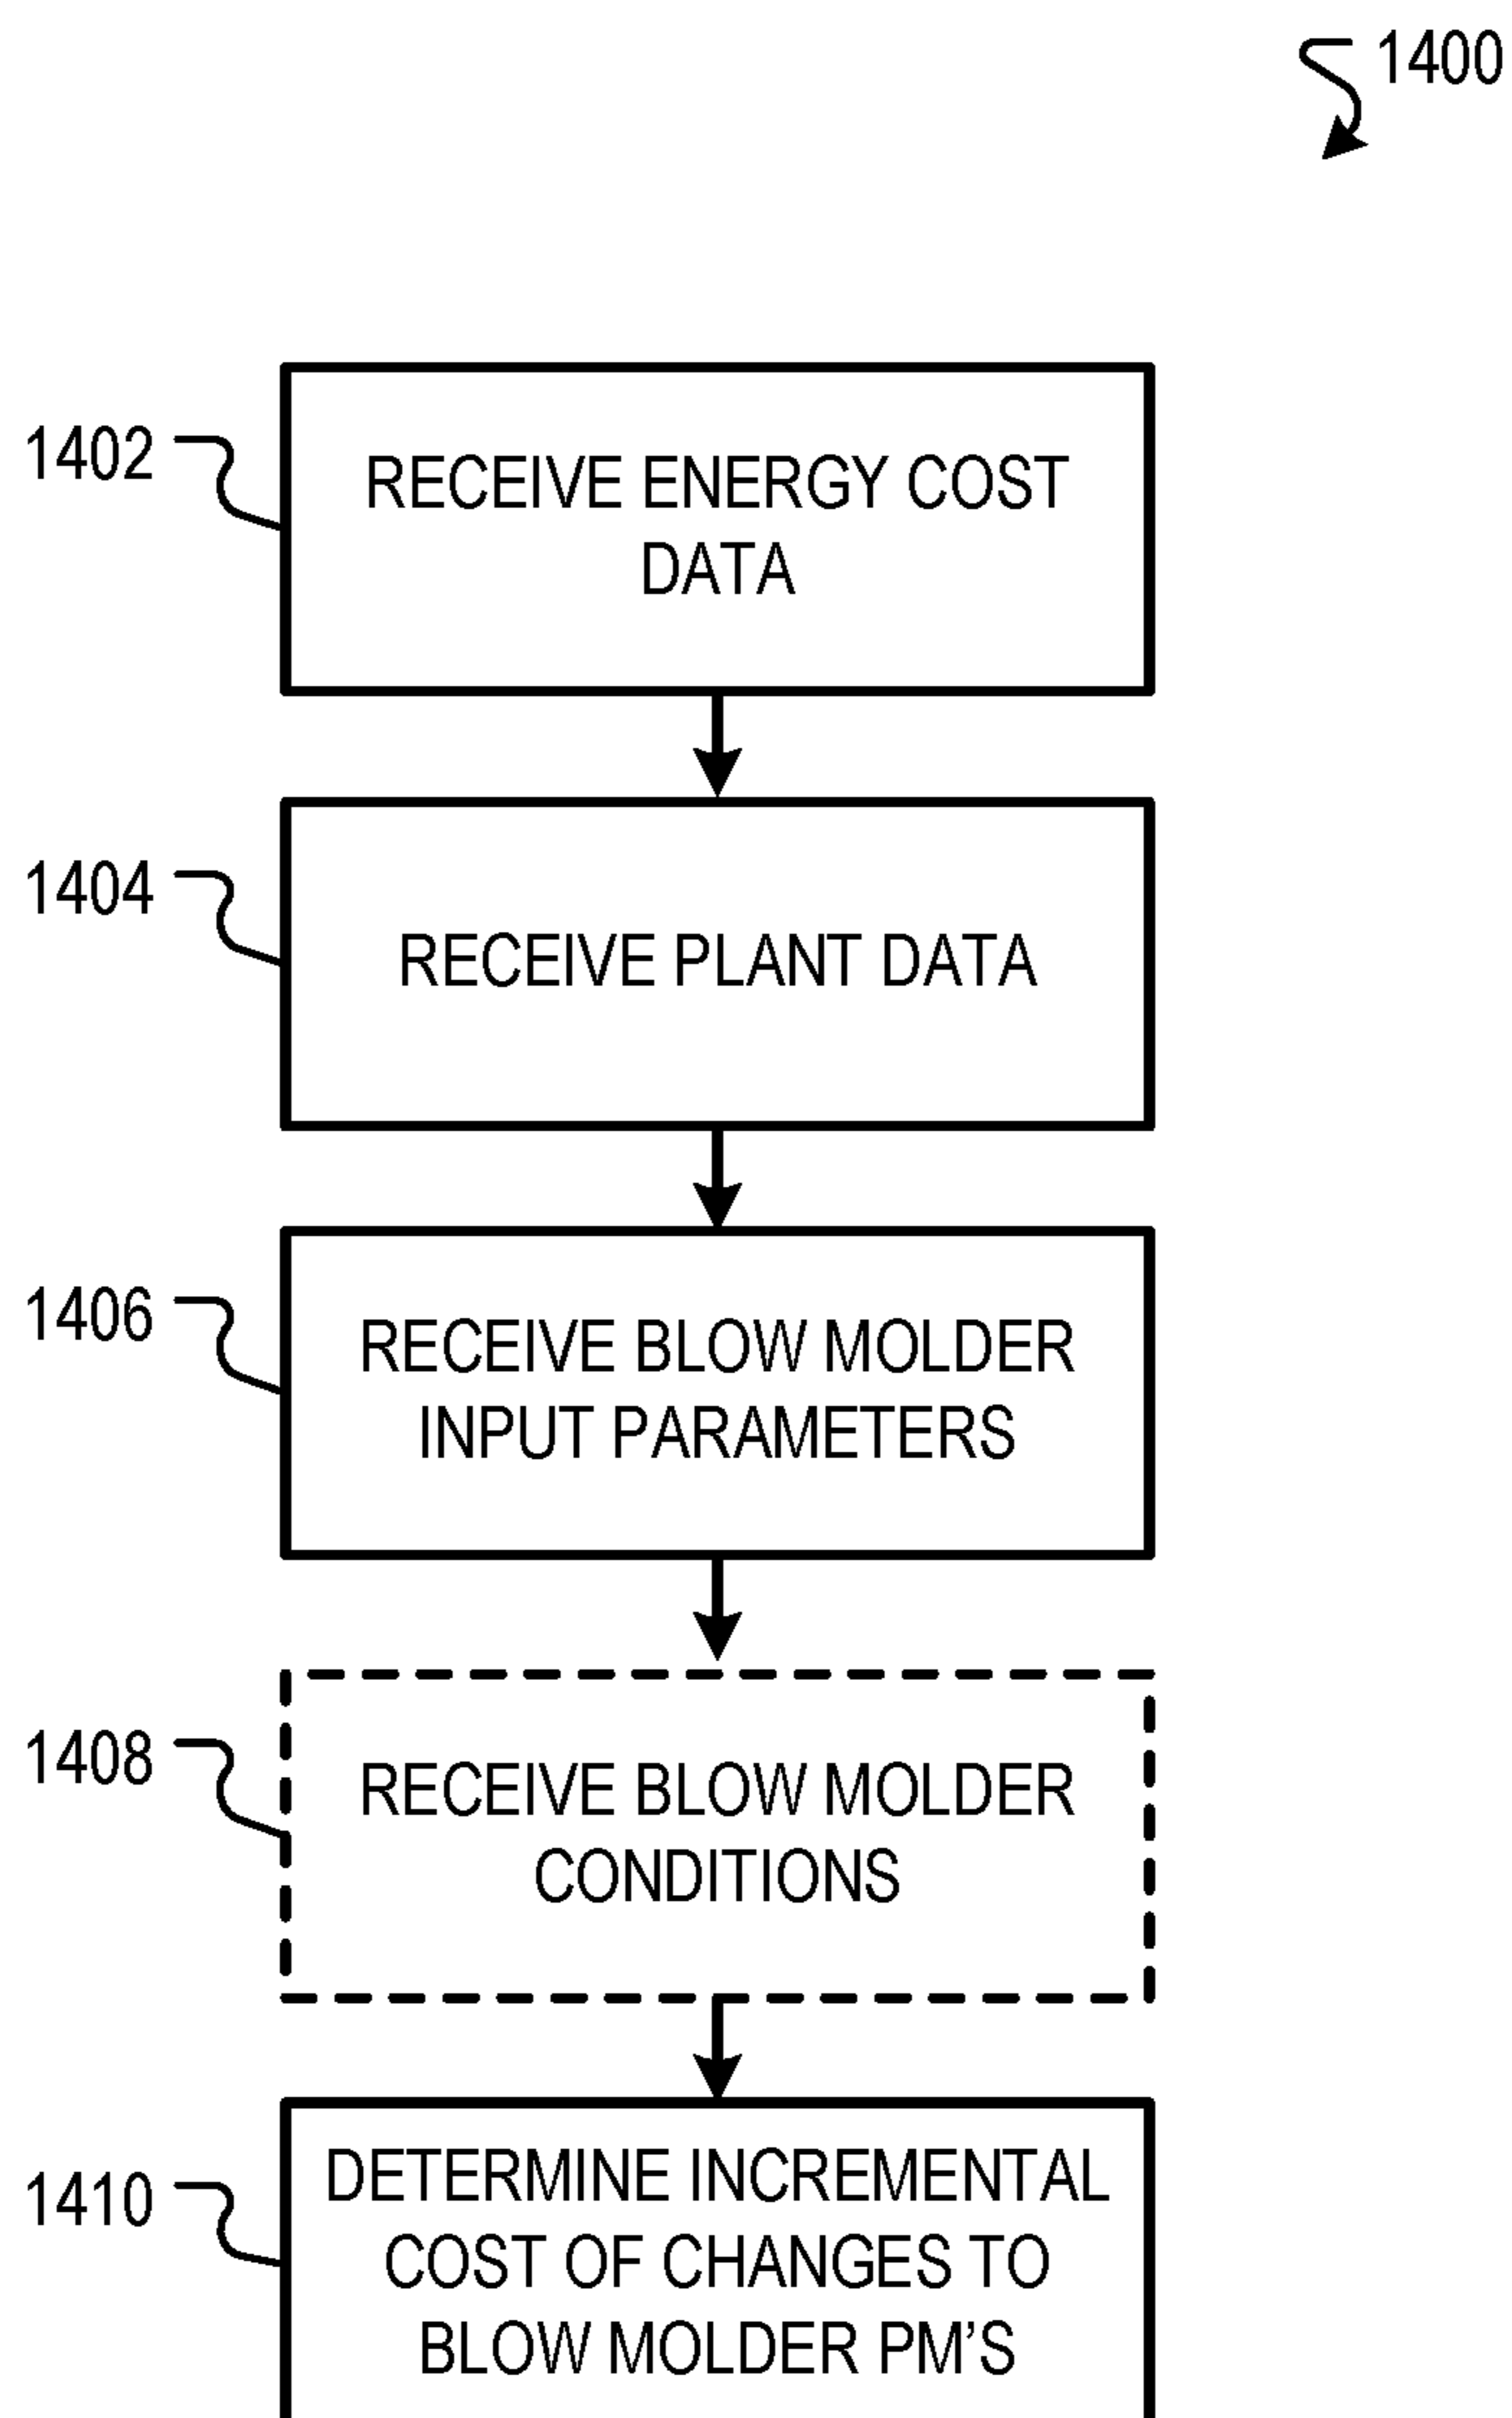 1400
1402
RECEIVE ENERGY COST
DATA
1404
RECEIVE PLANT DATA
1406
RECEIVE BLOW MOLDER
INPUT PARAMETERS
1408
RECEIVE BLOW MOLDER
CONDITIONS
1410
DETERMINE INCREMENTAL
COST OF CHANGES TO
BLOW MOLDER PM’S